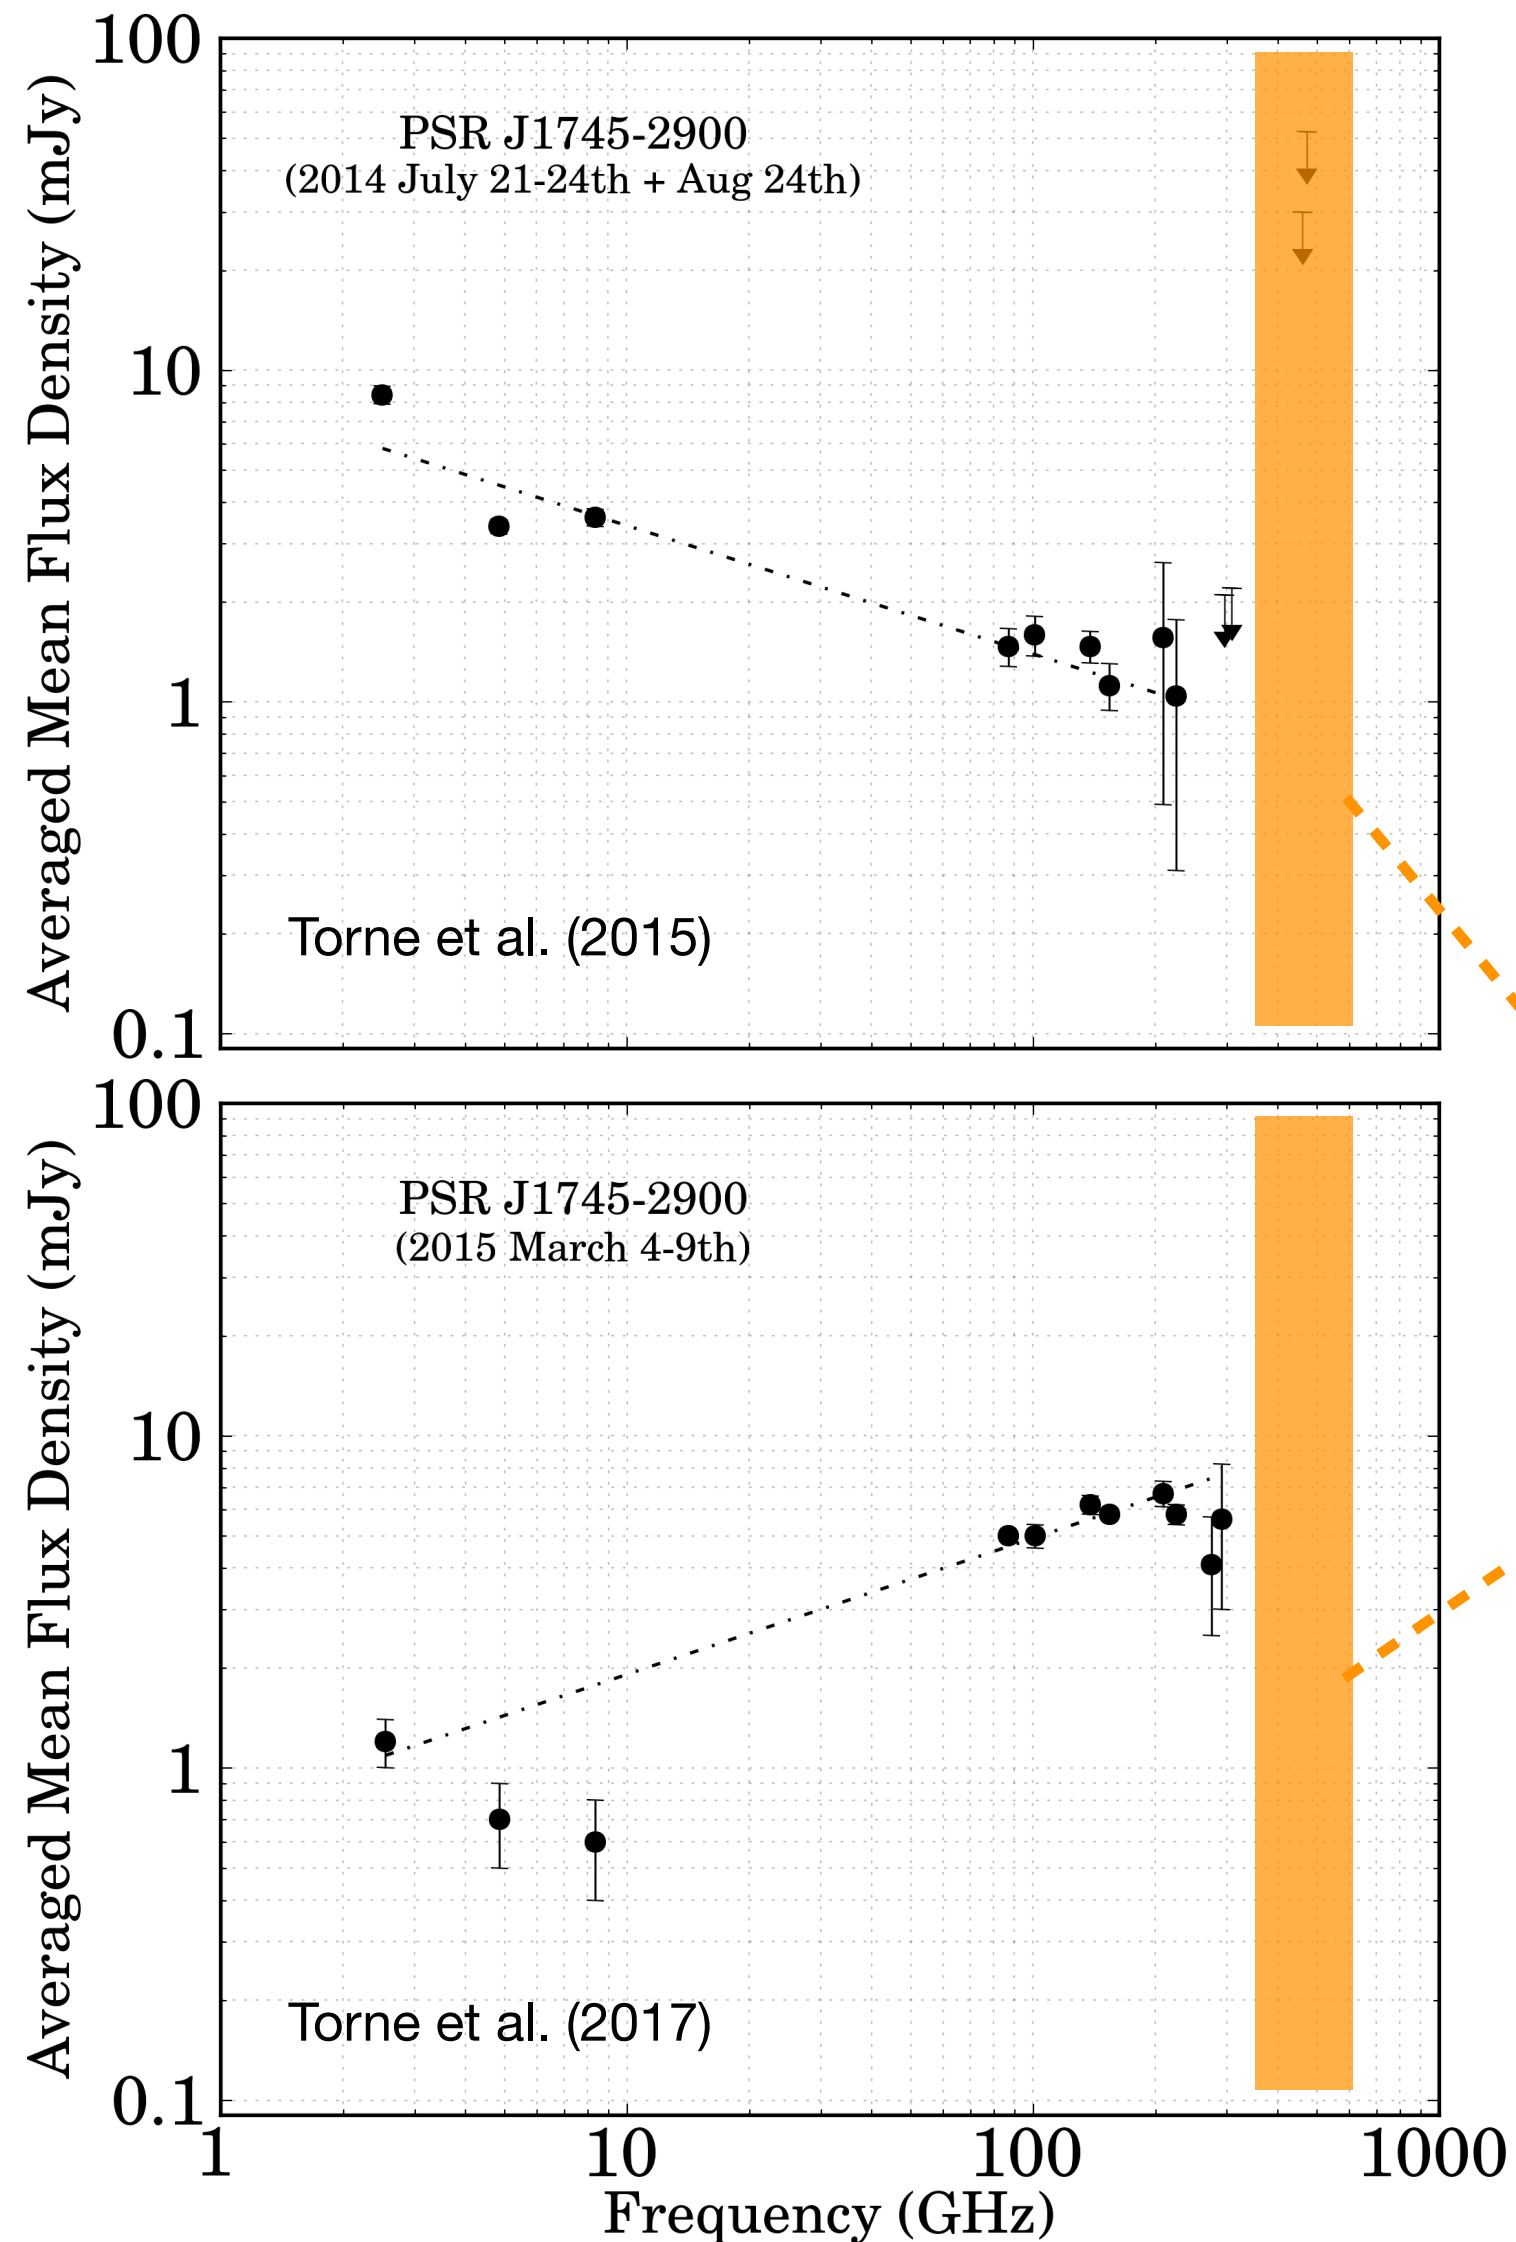 Averaged Mean Flux Density (mJy)
100
10
1
0.1
PSR J1745-2900
(2014 July 21-24th + Aug 24th)
Torne et al. (2015)
Averaged Mean Flux Density (mJy)
100
10
1
0.1
PSR J1745-2900
(2015 March 4-9th)
Torne et al. (2017)
1 10 100 1000
Frequency (GHz)